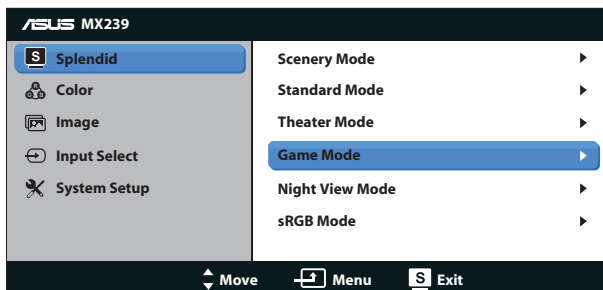 ASUS MX239
S Splendid
Color
Image
Input Select
System Setup
Scenery Mode
Standard Mode
Theater Mode
Game Mode
Night View Mode
sRGB Mode
Move Menu S Exit